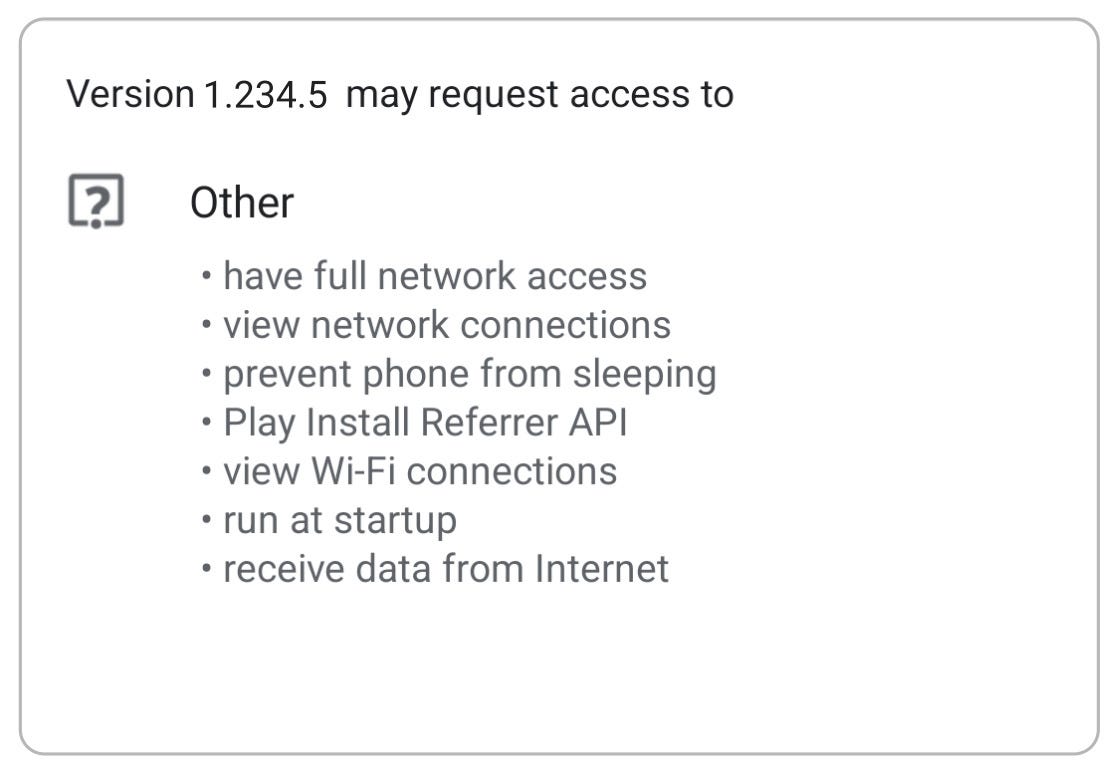 Version 1.234.5 may request access to
Other
• have full network access
• view network connections
• prevent phone from sleeping
• Play Install Referrer API
• view Wi-Fi connections
• run at startup
• receive data from Internet